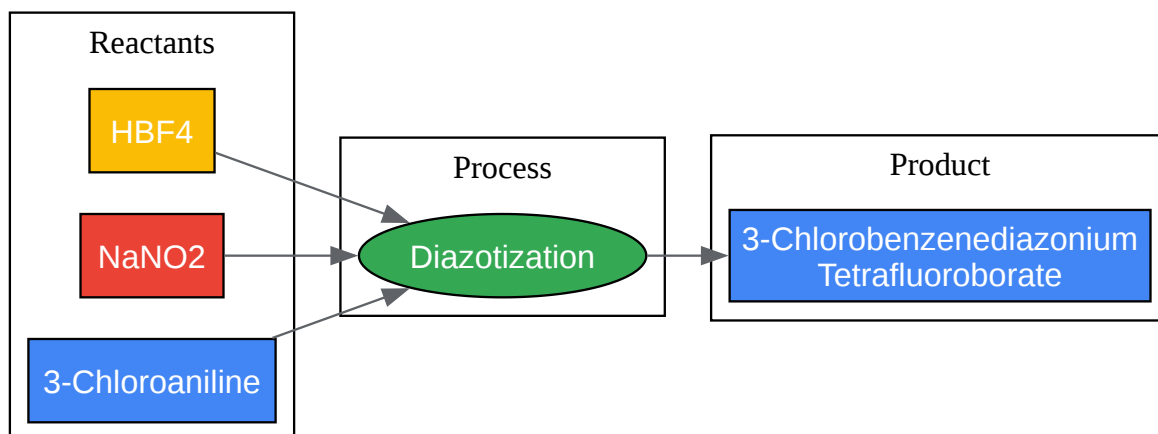 Reactants
HBF4
NaNO2
3-Chloroaniline
Process
Diazotization
Product
3-Chlorobenzenediazonium
Tetrafluoroborate